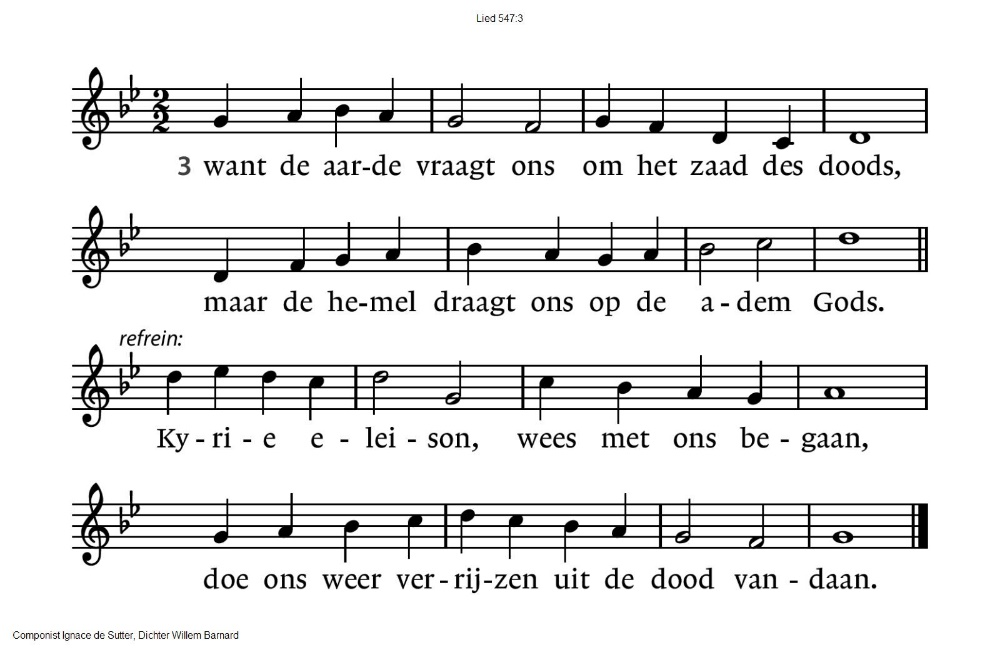 Lied 547:3
3 want de aar-de vraagt ons om het zaad des doods,
maar de he-mel draagt ons op de a - dem Gods.
refrein:
Ky - ri - e e - lei - son, wees met ons be - gaan,
doe ons weer ver - rij-zen uit de dood van - daan.
Componist Ignace de Sutter, Dichter Willem Barnard